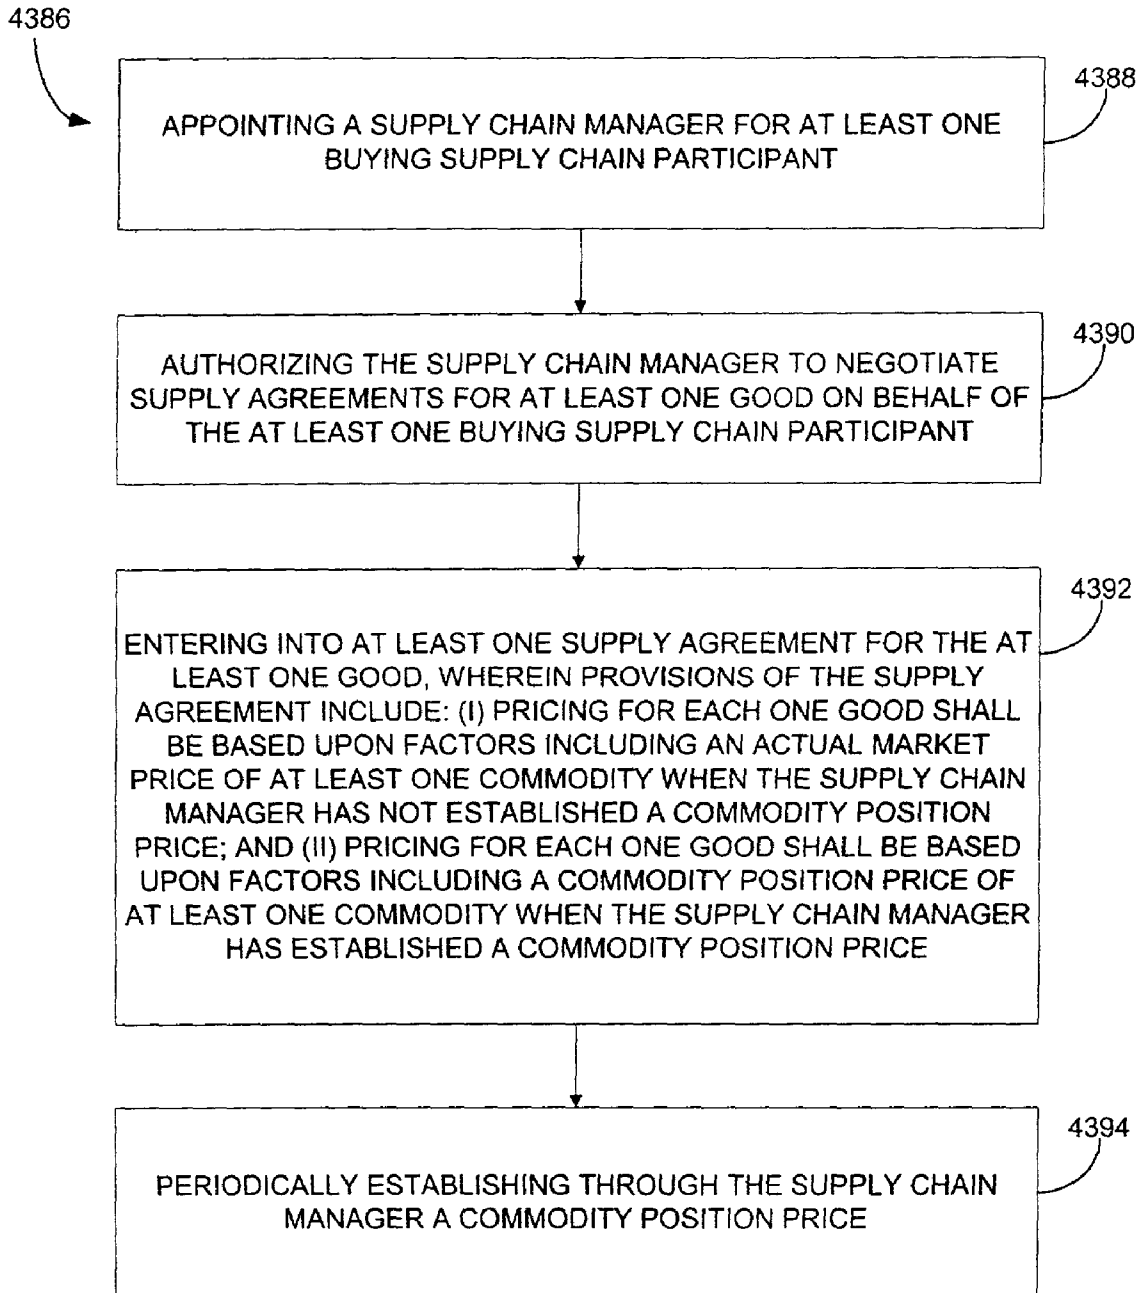 4386
4388
APPOINTING A SUPPLY CHAIN MANAGER FOR AT LEAST ONE
BUYING SUPPLY CHAIN PARTICIPANT
4390
AUTHORIZING THE SUPPLY CHAIN MANAGER TO NEGOTIATE
SUPPLY AGREEMENTS FOR AT LEAST ONE GOOD ON BEHALF OF
THE AT LEAST ONE BUYING SUPPLY CHAIN PARTICIPANT
4392
ENTERING INTO AT LEAST ONE SUPPLY AGREEMENT FOR THE AT
LEAST ONE GOOD, WHEREIN PROVISIONS OF THE SUPPLY
AGREEMENT INCLUDE: (I) PRICING FOR EACH ONE GOOD SHALL
BE BASED UPON FACTORS INCLUDING AN ACTUAL MARKET
PRICE OF AT LEAST ONE COMMODITY WHEN THE SUPPLY CHAIN
MANAGER HAS NOT ESTABLISHED A COMMODITY POSITION
PRICE; AND (II) PRICING FOR EACH ONE GOOD SHALL BE BASED
UPON FACTORS INCLUDING A COMMODITY POSITION PRICE OF
AT LEAST ONE COMMODITY WHEN THE SUPPLY CHAIN MANAGER
HAS ESTABLISHED A COMMODITY POSITION PRICE
4394
PERIODICALLY ESTABLISHING THROUGH THE SUPPLY CHAIN
MANAGER A COMMODITY POSITION PRICE